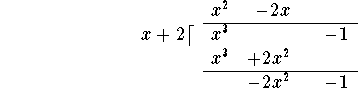 x² −2x
x + 2⌈ x³ −1
x³ +2x²
−2x² −1